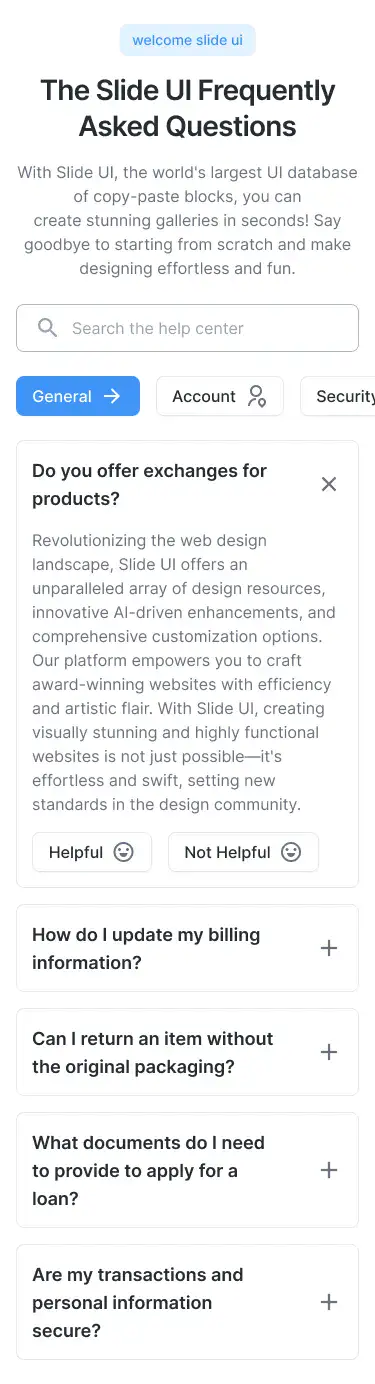 welcome slide ui
The Slide UI Frequently
Asked Questions
With Slide UI, the world's largest UI database
of copy-paste blocks, you can
create stunning galleries in seconds! Say
goodbye to starting from scratch and make
designing effortless and fun.
Search the help center
General
Account
Security
Do you offer exchanges for
products?
Revolutionizing the web design
landscape, Slide UI offers an
unparalleled array of design resources,
innovative AI-driven enhancements, and
comprehensive customization options.
Our platform empowers you to craft
award-winning websites with efficiency
and artistic flair. With Slide UI, creating
visually stunning and highly functional
websites is not just possible—it's
effortless and swift, setting new
standards in the design community.
Helpful
Not Helpful
How do I update my billing
information?
Can I return an item without
the original packaging?
What documents do I need
to provide to apply for a
loan?
Are my transactions and
personal information
secure?